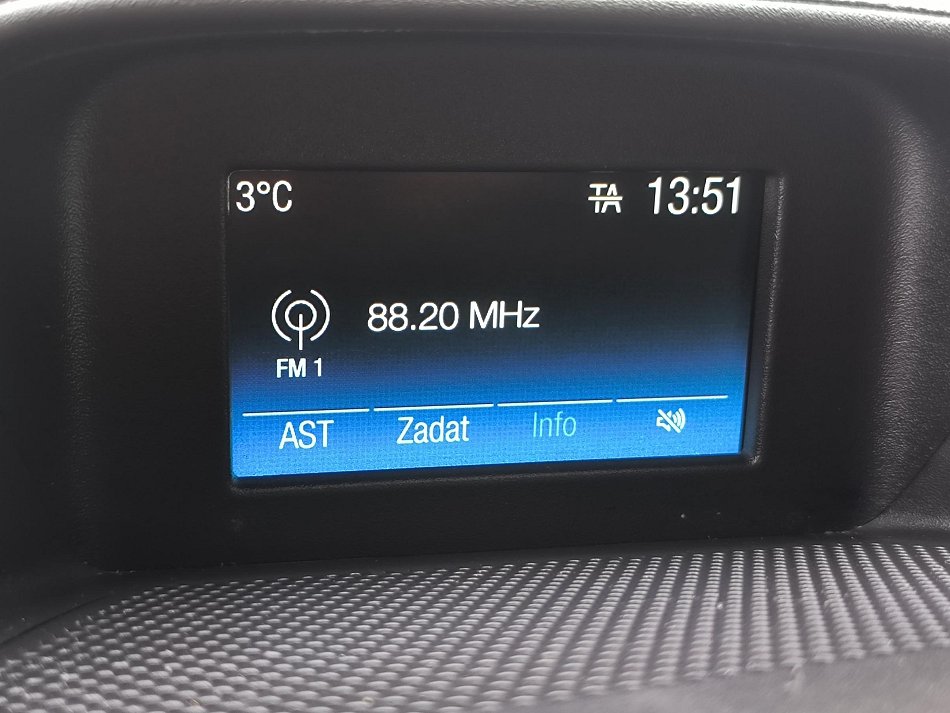 3°C TA 13:51
88.20 MHz
FM 1
AST Zadat Info